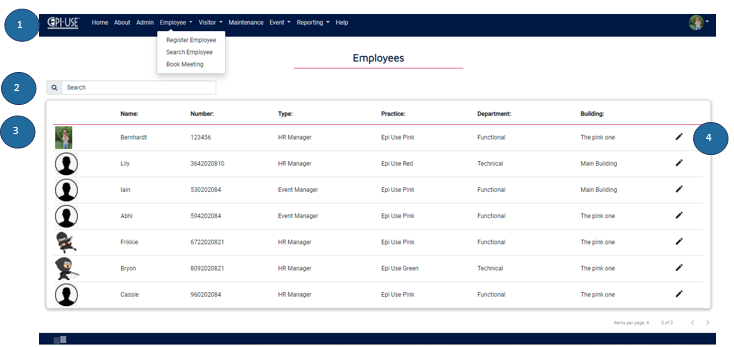 1
EPI-USE Home About Admin Employee Visitor Maintenance Event Reporting Help
Register Employee
Search Employee
Book Meeting
Employees
2
Search
3
Name: Number: Type: Practice: Department: Building:
Bernhardt 123456 HR Manager Epi Use Pink Functional The pink one
4
Lily 3642020810 HR Manager Epi Use Red Technical Main Building
Iain 530202084 Event Manager Epi Use Pink Functional Main Building
Abhi 594202084 Event Manager Epi Use Pink Functional The pink one
Frikkie 6722020821 HR Manager Epi Use Pink Functional The pink one
Bryon 8092020821 HR Manager Epi Use Green Technical The pink one
Cassie 960202084 HR Manager Epi Use Pink Functional The pink one
Items per page: 6 0 of 0